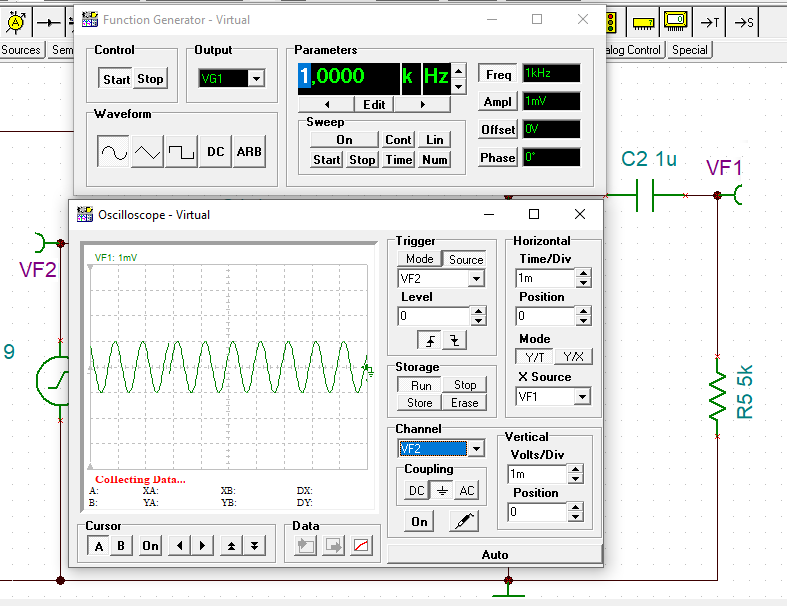 Function Generator - Virtual
Control
Start Stop
Output
VG1
Parameters
1,0000 k Hz
Edit
Sweep
On Cont Lin
Start Stop Time Num
Freq 1kHz
Ampl 1mV
Offset 0V
Phase 0°
Waveform
DC ARB
→T →S
Sources Sem
alog Control Special
C2 1u
VF1
VF2
9
R5 5k
Oscilloscope - Virtual
VF1: 1mV
Collecting Data...
A: XA: XB: DX:
B: YA: YB: DY:
Cursor
A B On
Data
Trigger
Mode Source
VF2
Level
0
Storage
Run Stop
Store Erase
Channel
VF2
Coupling
DC AC
On
Horizontal
Time/Div
1m
Position
0
Mode
Y/T Y/X
X Source
VF1
Vertical
Volts/Div
1m
Position
0
Auto